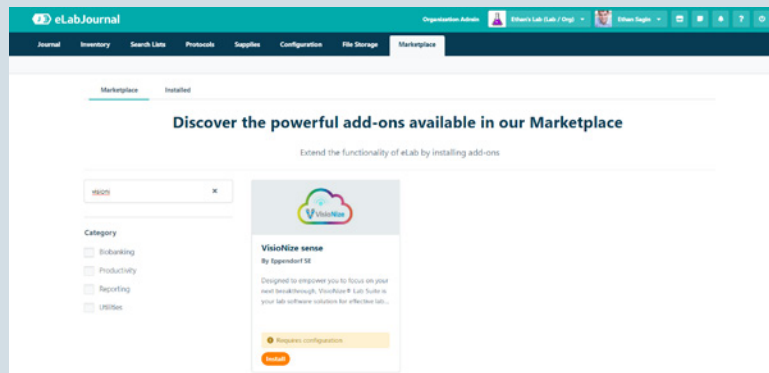 eLabJournal
Organization Admin
Ethan's Lab (Lab / Org)
Ethan Sagin
?
Journal
Inventory
Search Lists
Protocols
Supplies
Configuration
File Storage
Marketplace
Marketplace
Installed
Discover the powerful add-ons available in our Marketplace
Extend the functionality of eLab by installing add-ons
visioni
×
VisioNize
Category
Biobanking
Productivity
Reporting
Utilities
VisioNize sense
By Eppendorf SE
Designed to empower you to focus on your
next breakthrough, VisioNize® Lab Suite is
your lab software solution for effective lab...
Requires configuration
Install